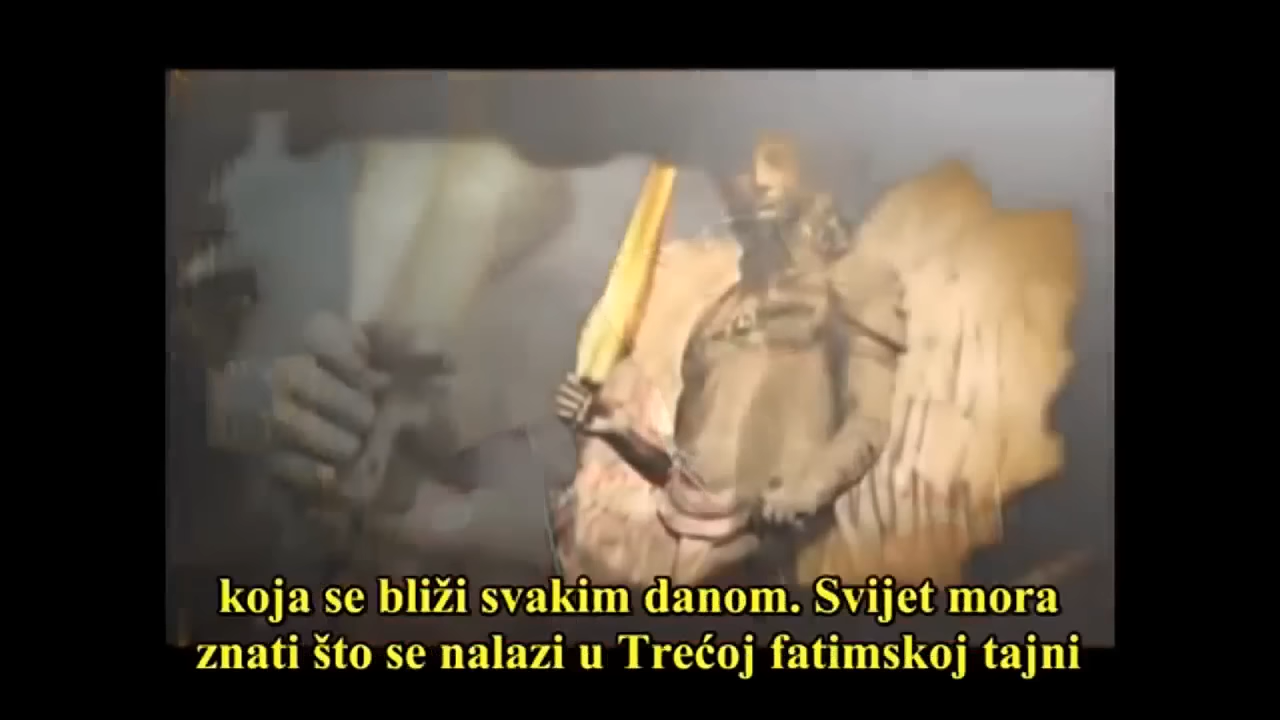 koja se bliži svakim danom. Svijet mora
znati što se nalazi u Trećoj fatimskoj tajni